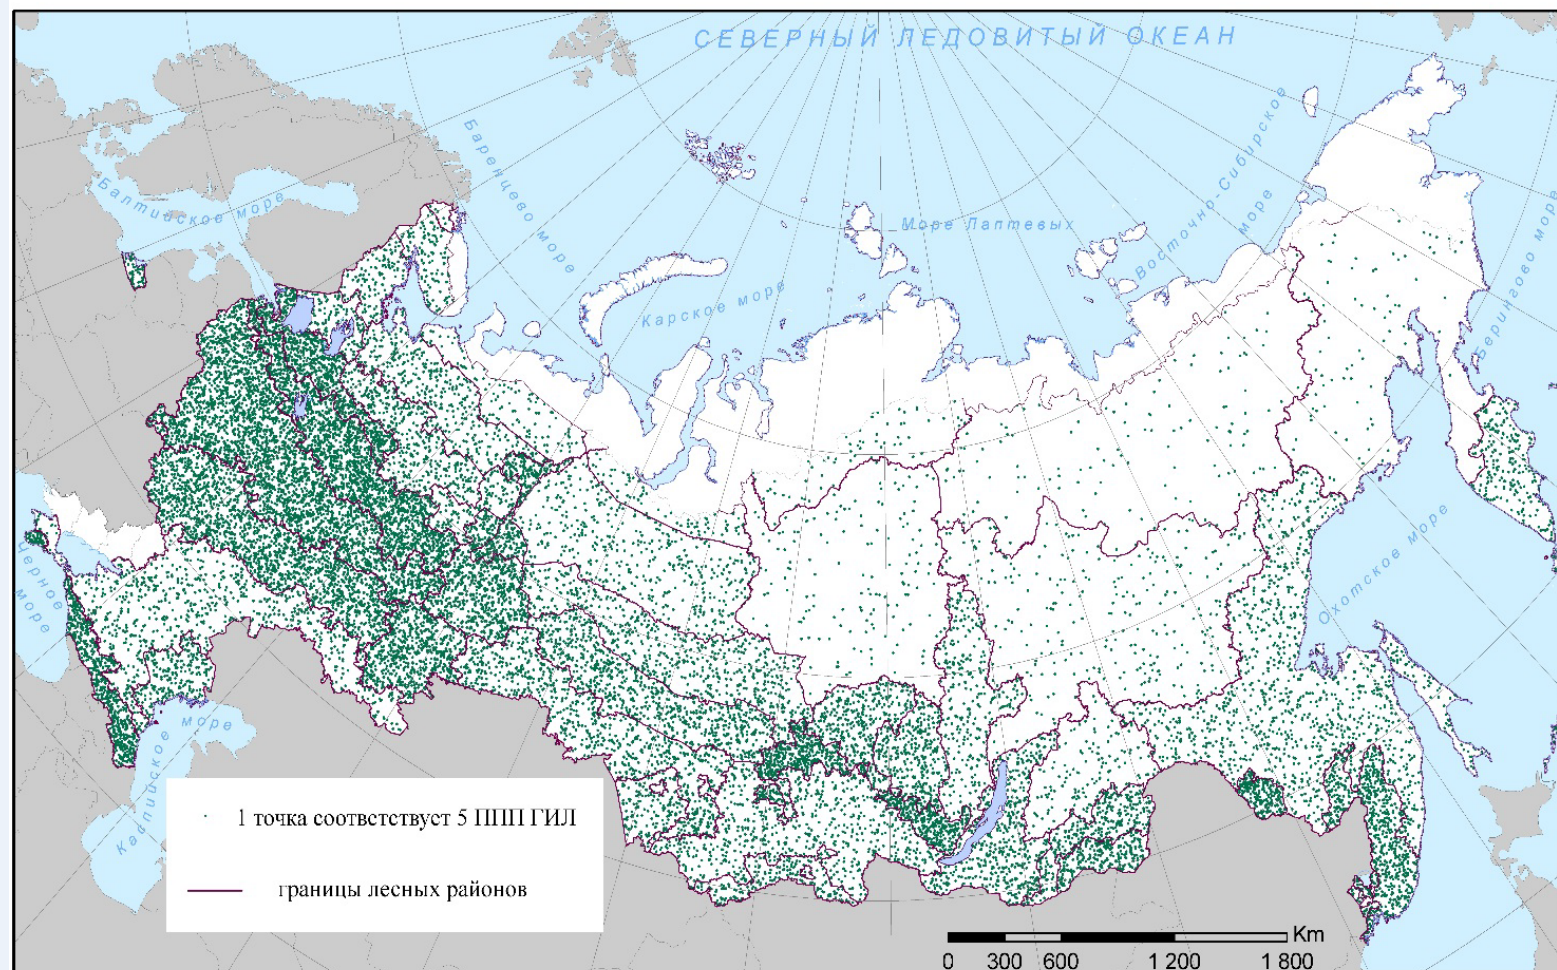 СЕВЕРНЫЙ ЛЕДОВИТЫЙ ОКЕАН
Баренцево море
Балтийское море
Карское море
Море Лаптевых
Восточно-Сибирское
море
Берингово море
Охотское море
Черное
море
Каспийское море
1 точка соответствует 5 ППП ГИЛ
границы лесных районов
Km
0 300 600 1 200 1 800